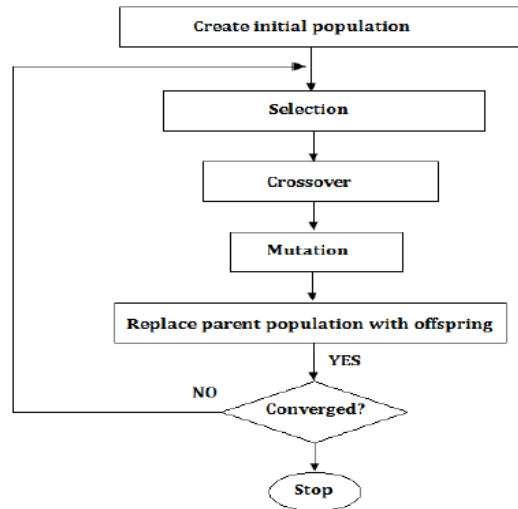 Create initial population
Selection
Crossover
Mutation
Replace parent population with offspring
YES
NO
Converged?
Stop